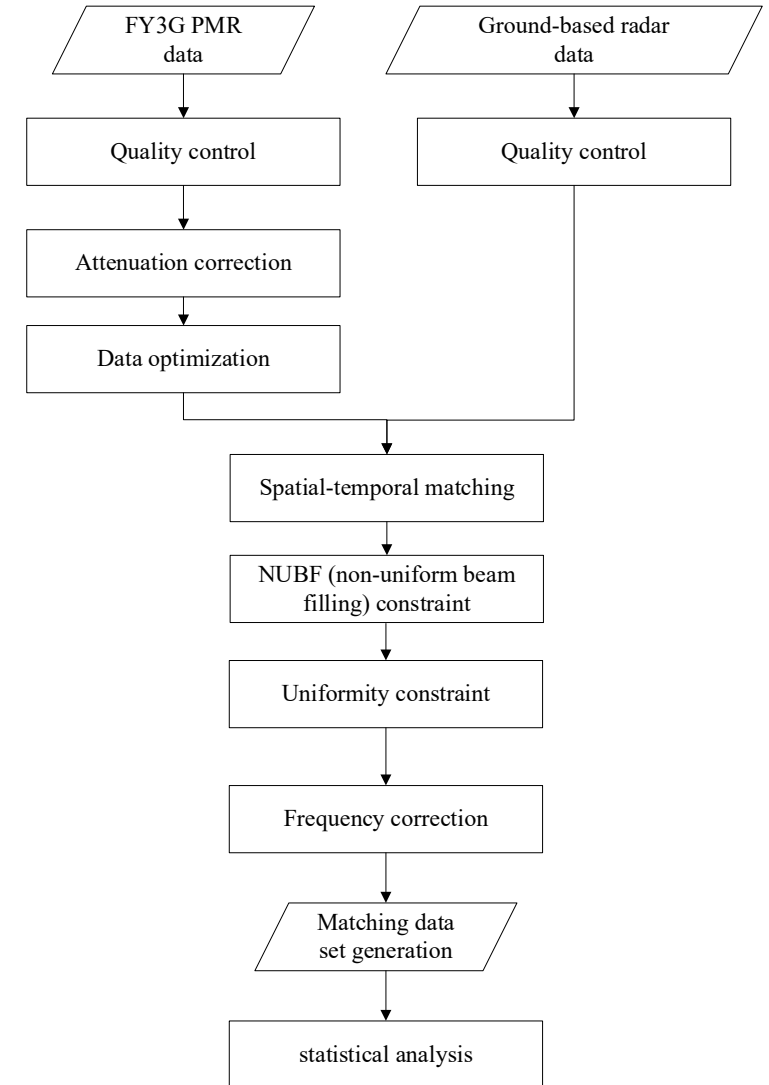 FY3G PMR
data
Ground-based radar
data
Quality control
Quality control
Attenuation correction
Data optimization
Spatial-temporal matching
NUBF (non-uniform beam
filling) constraint
Uniformity constraint
Frequency correction
Matching data
set generation
statistical analysis